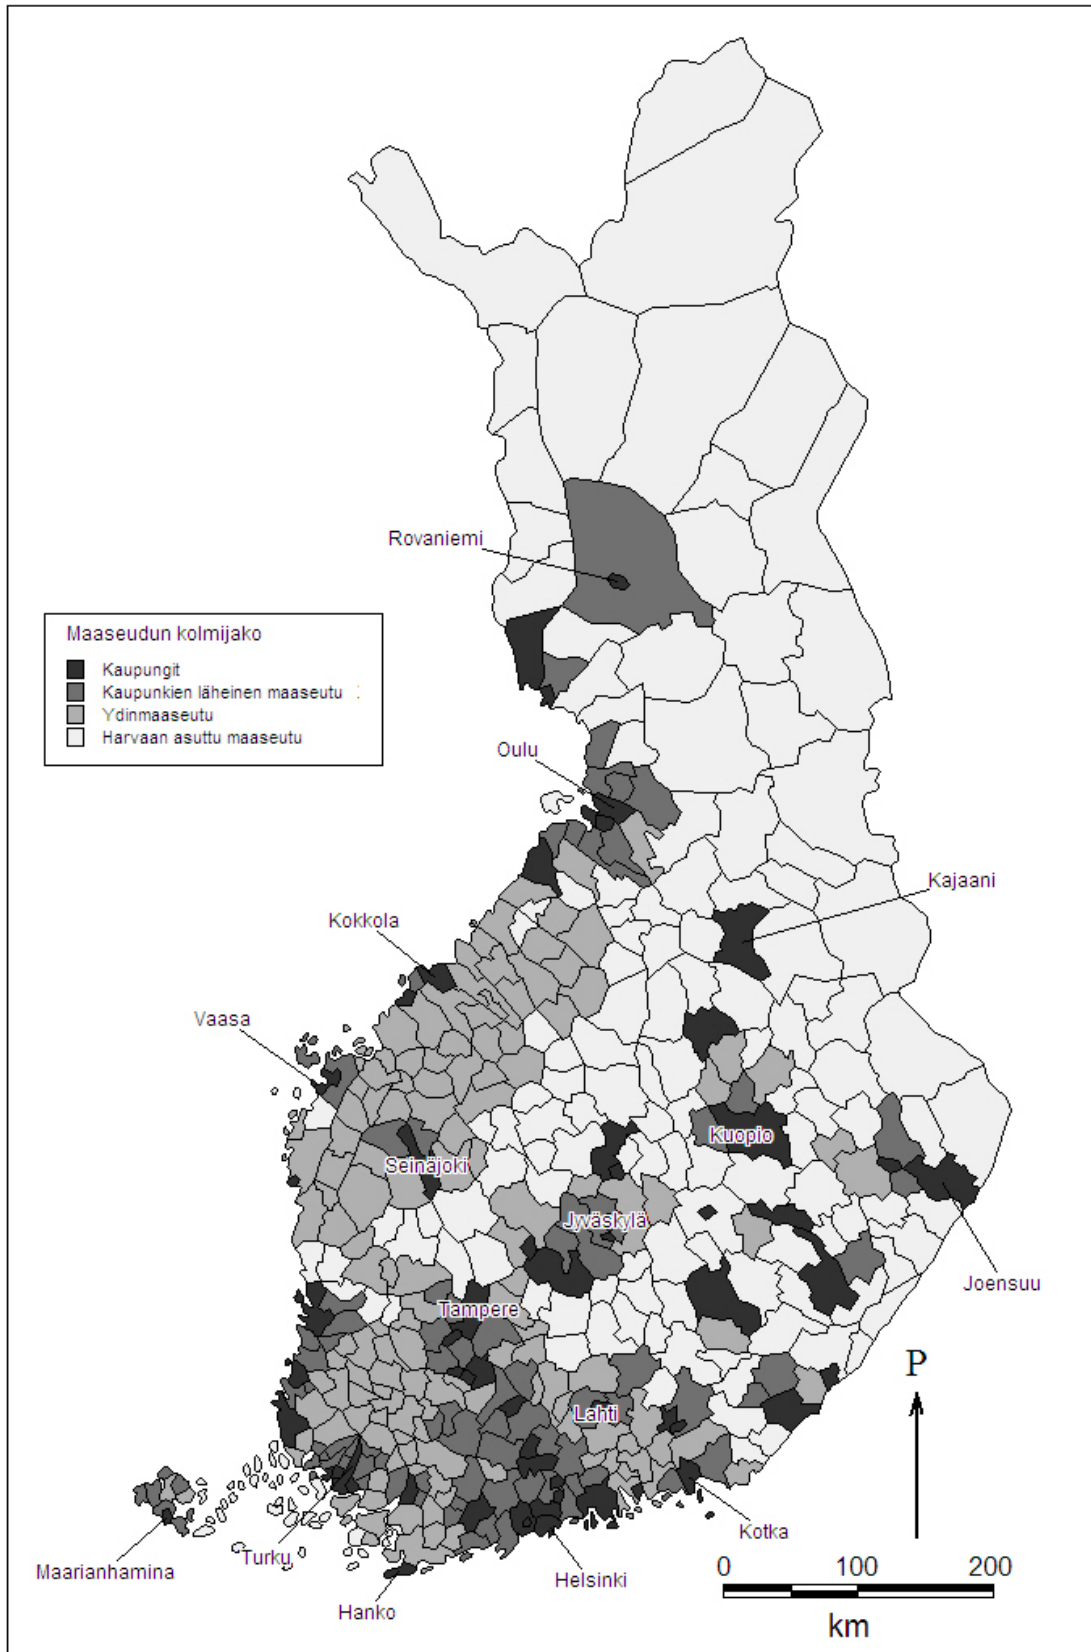 Rovaniemi
Maaseudun kolmijako
Kaupungit
Kaupunkien läheinen maaseutu
Ydinmaaseutu
Harvaan asuttu maaseutu
Oulu
Kajaani
Kokkola
Vaasa
Kuopio
Seinäjoki
Jyväskylä
Joensuu
Tampere
P
Lahti
Kotka
Turku
Maarianhamina
Helsinki
Hanko
0 100 200
km